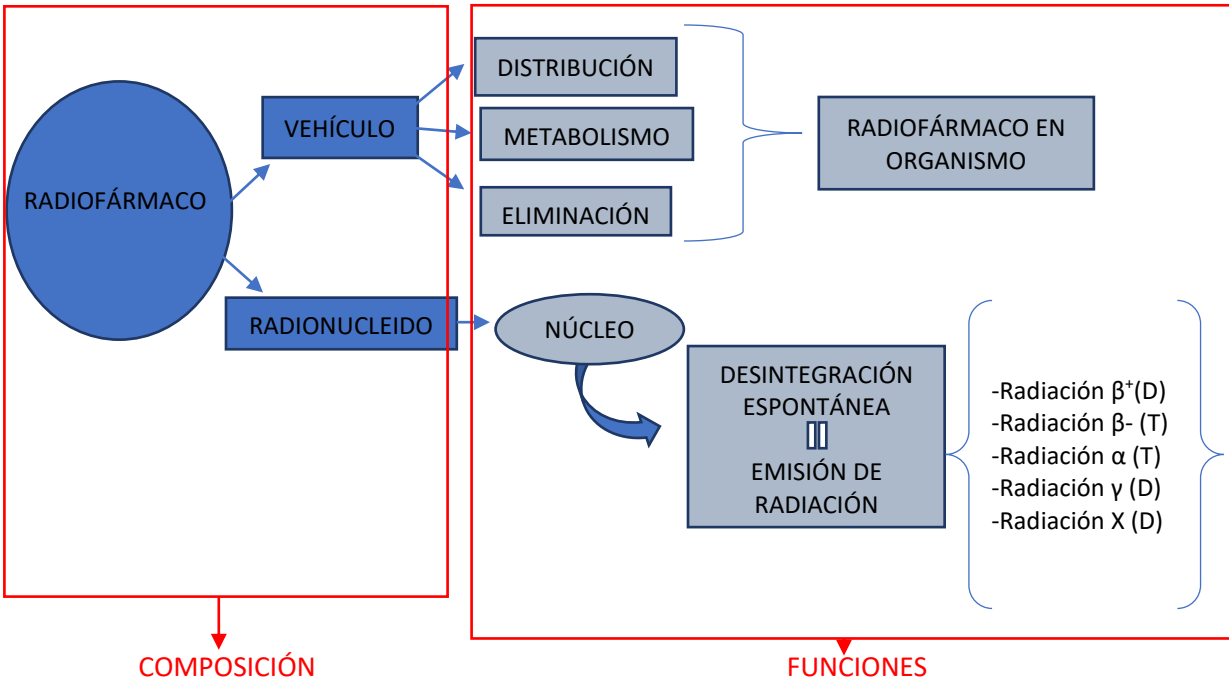 RADIOFÁRMACO
VEHÍCULO
RADIONUCLEIDO
DISTRIBUCIÓN
METABOLISMO
ELIMINACIÓN
RADIOFÁRMACO EN
ORGANISMO
NÚCLEO
DESINTEGRACIÓN
ESPONTÁNEA
EMISIÓN DE
RADIACIÓN
-Radiación β⁺(D)
-Radiación β- (T)
-Radiación α (T)
-Radiación γ (D)
-Radiación X (D)
COMPOSICIÓN
FUNCIONES